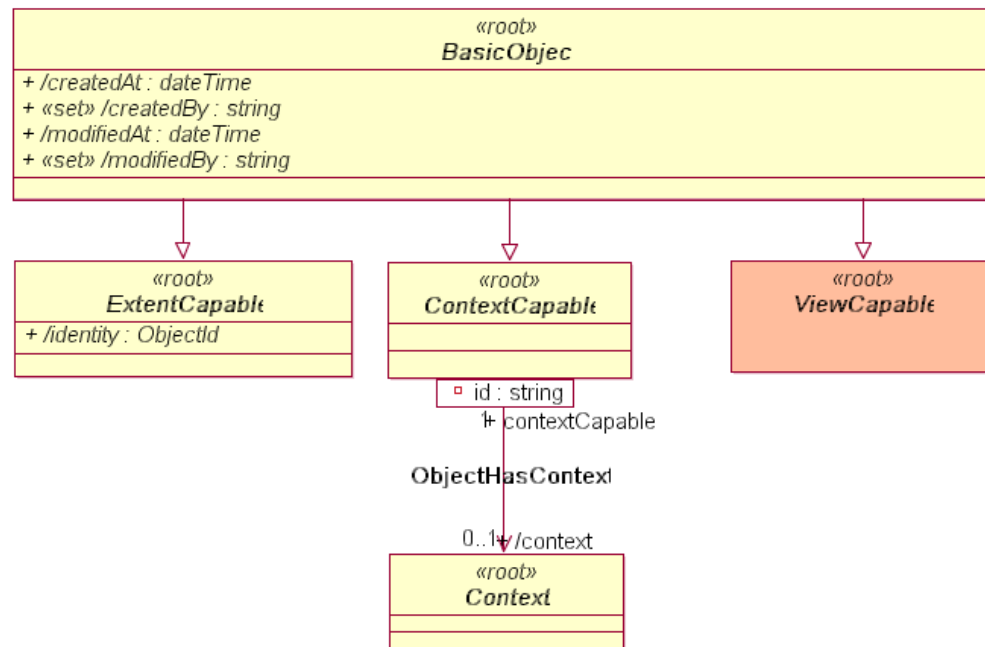 «root»
BasicObjec
+ /createdAt : dateTime
+ «set» /createdBy : string
+ /modifiedAt : dateTime
+ «set» /modifiedBy : string
«root»
ExtentCapable
+ /identity : ObjectId
«root»
ContextCapable
«root»
ViewCapable
id : string
1
+ contextCapable
ObjectHasContext
0..1
+ /context
«root»
Context